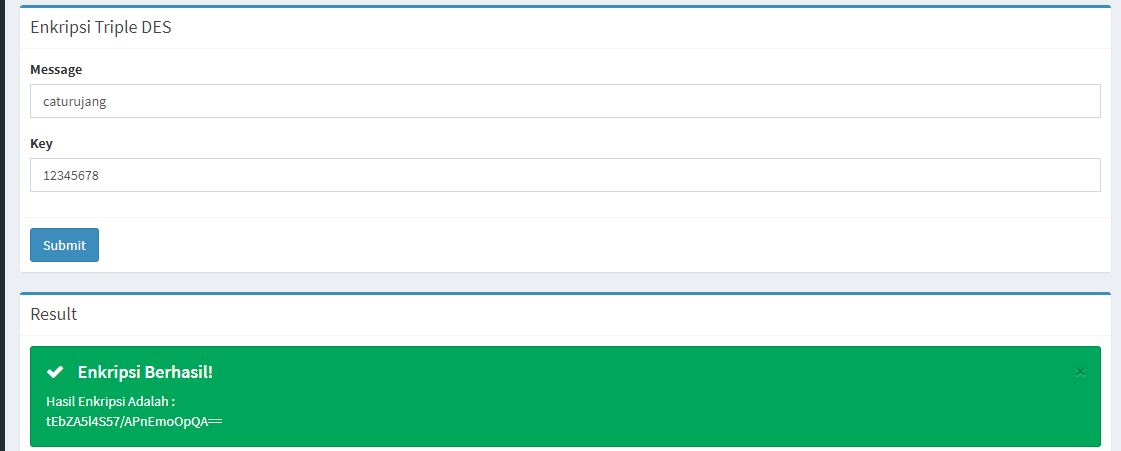 Enkripsi Triple DES
Message
caturujang
Key
12345678
Submit
Result
Enkripsi Berhasil!
×
Hasil Enkripsi Adalah :
tEbZA5l4S57/APnEmoOpQA==